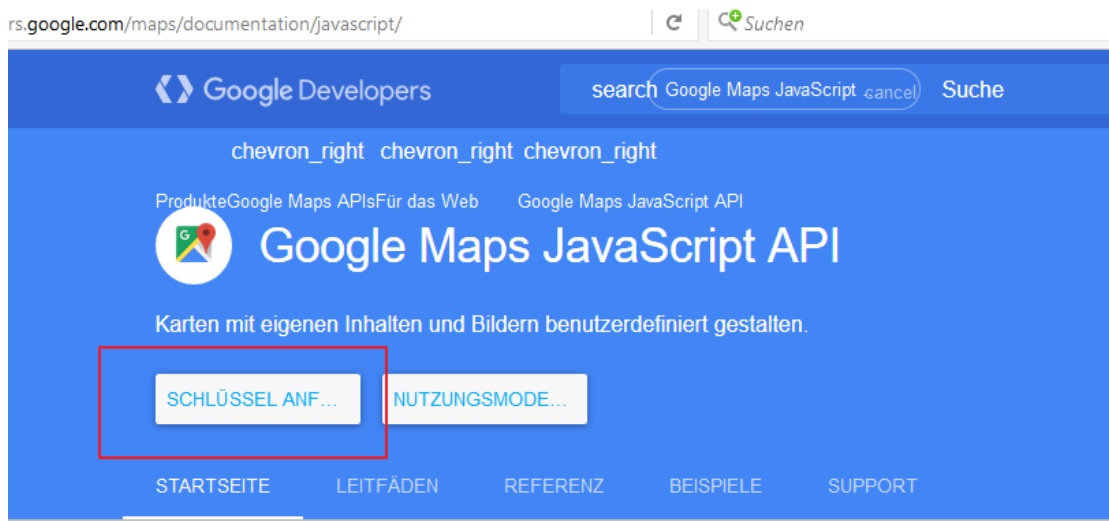 rs.google.com/maps/documentation/javascript/ Suchen
Google Developers search Google Maps JavaScript cancel Suche
chevron_right chevron_right chevron_right
ProdukteGoogle Maps APIsFür das Web Google Maps JavaScript API
G
Google Maps JavaScript API
Karten mit eigenen Inhalten und Bildern benutzerdefiniert gestalten.
SCHLÜSSEL ANF... NUTZUNGSMODE...
STARTSEITE LEITFÄDEN REFERENZ BEISPIELE SUPPORT